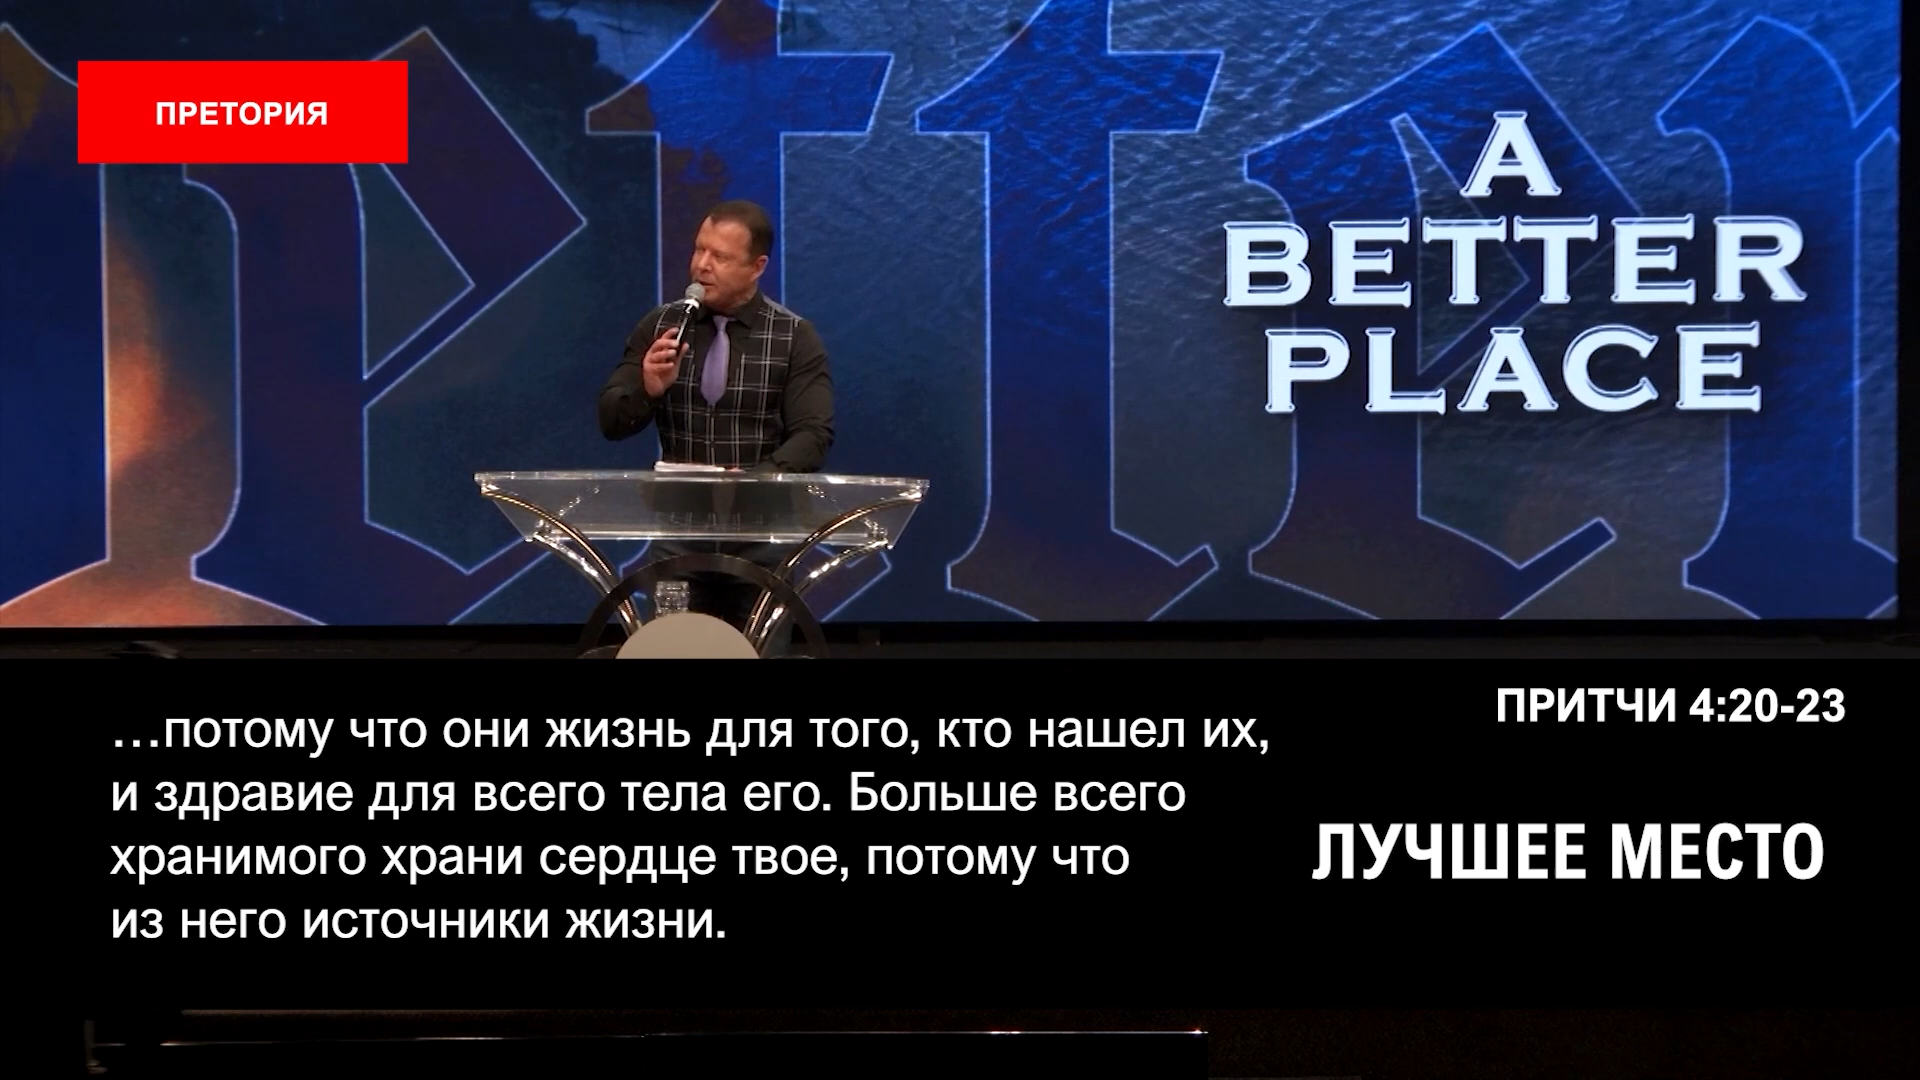 ПРЕТОРИЯ
A
BETTER
PLACE
ПРИТЧИ 4:20-23
…потому что они жизнь для того, кто нашел их,
и здравие для всего тела его. Больше всего
хранимого храни сердце твое, потому что
из него источники жизни.
ЛУЧШЕЕ МЕСТО